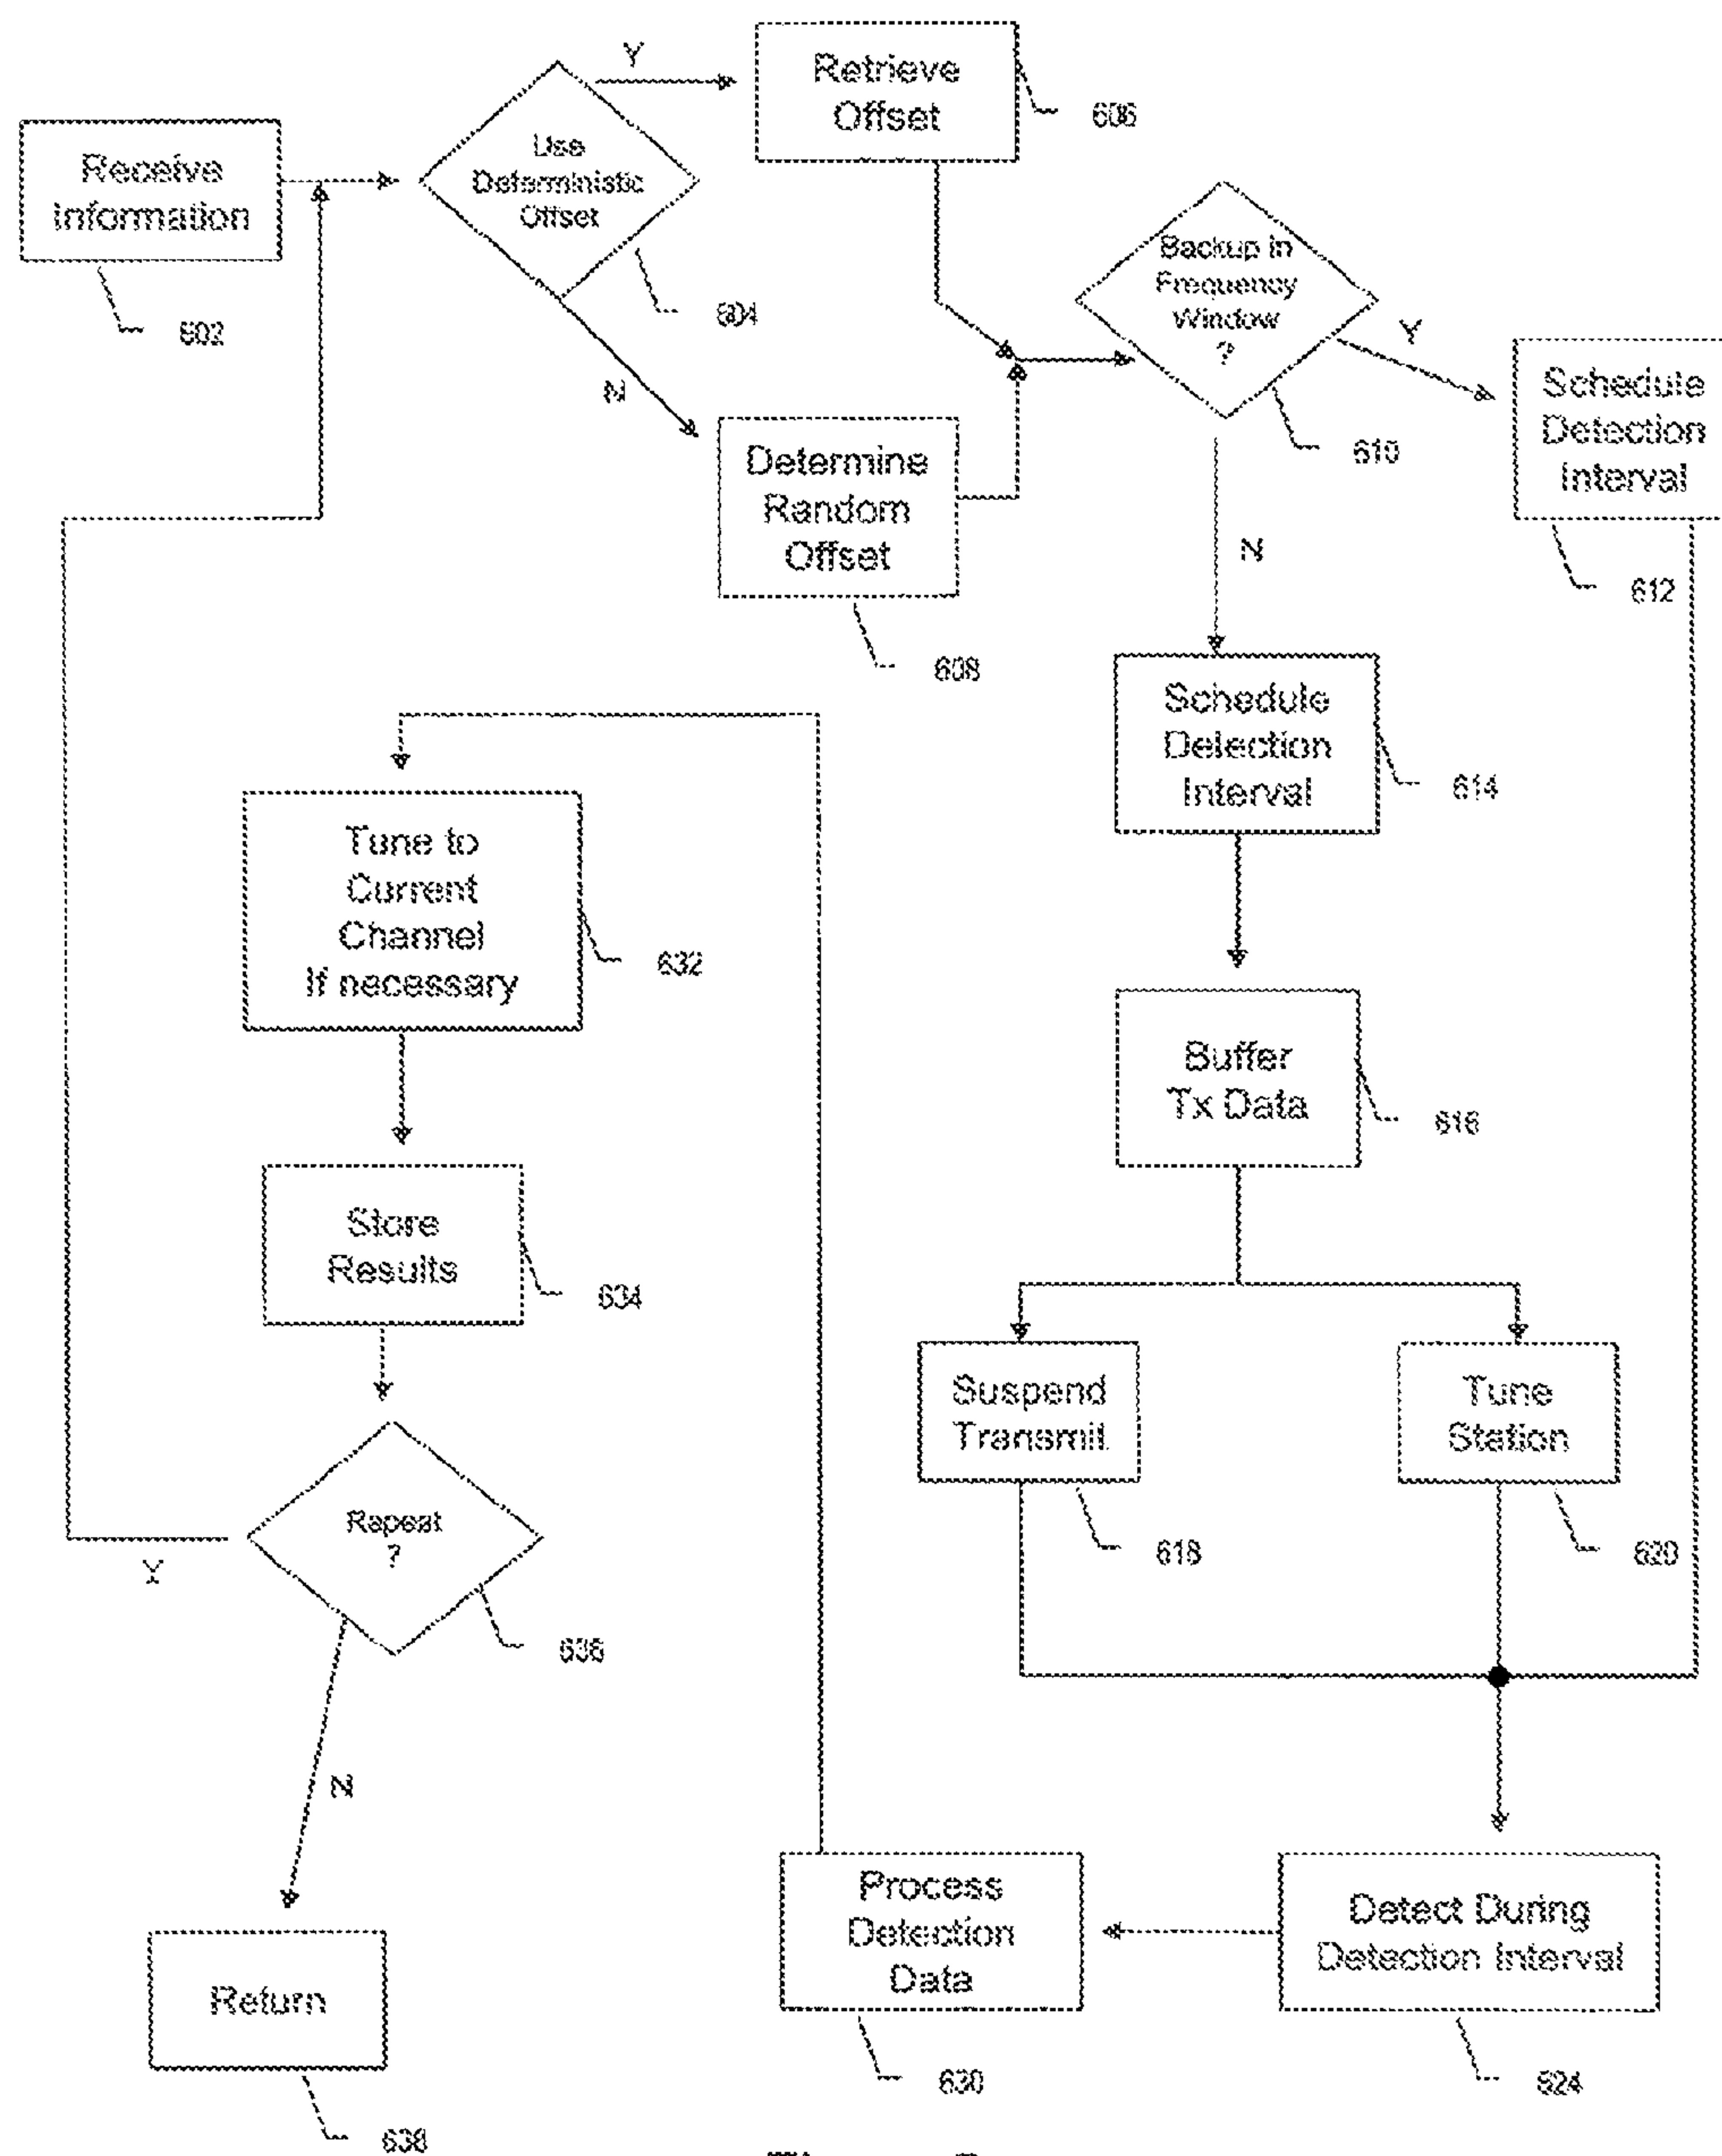 Receive
Information
602
Use
Deterministic
Offset
604
Y
N
Retrieve
Offset
606
Determine
Random
Offset
608
Backup in
Frequency
Window
?
610
Y
N
Schedule
Detection
Interval
612
Schedule
Detection
Interval
614
Buffer
Tx Data
616
Suspend
Transmit.
618
Tune
Station
620
Detect During
Detection Interval
624
Process
Detection
Data
630
Tune to
Current
Channel
If necessary
632
Store
Results
634
Repeat
?
636
Y
N
Return
638